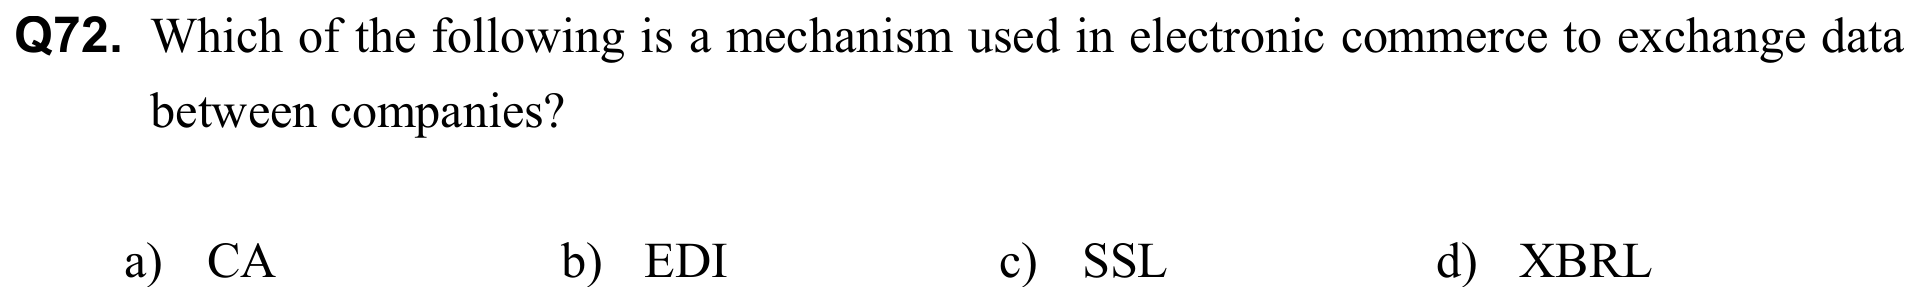 Q72. Which of the following is a mechanism used in electronic commerce to exchange data
between companies?
a) CA b) EDI c) SSL d) XBRL